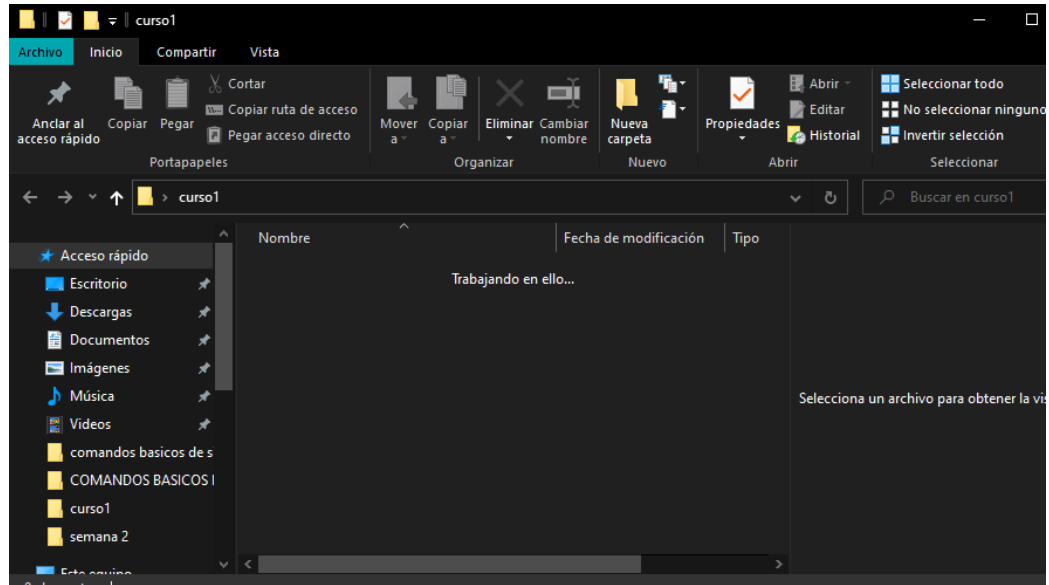 curso1
Archivo Inicio Compartir Vista
Anclar al acceso rápido
Copiar
Pegar
Cortar
Copiar ruta de acceso
Pegar acceso directo
Portapapeles
Mover a
Copiar a
Eliminar
Cambiar nombre
Organizar
Nueva carpeta
Nuevo
Propiedades
Abrir
Editar
Historial
Abrir
Seleccionar todo
No seleccionar ninguno
Invertir selección
Seleccionar
curso1
Buscar en curso1
Nombre Fecha de modificación Tipo
Trabajando en ello...
Acceso rápido
Escritorio
Descargas
Documentos
Imágenes
Música
Videos
comandos basicos de s
COMANDOS BASICOS
curso1
semana 2
Este equipo
Selecciona un archivo para obtener la